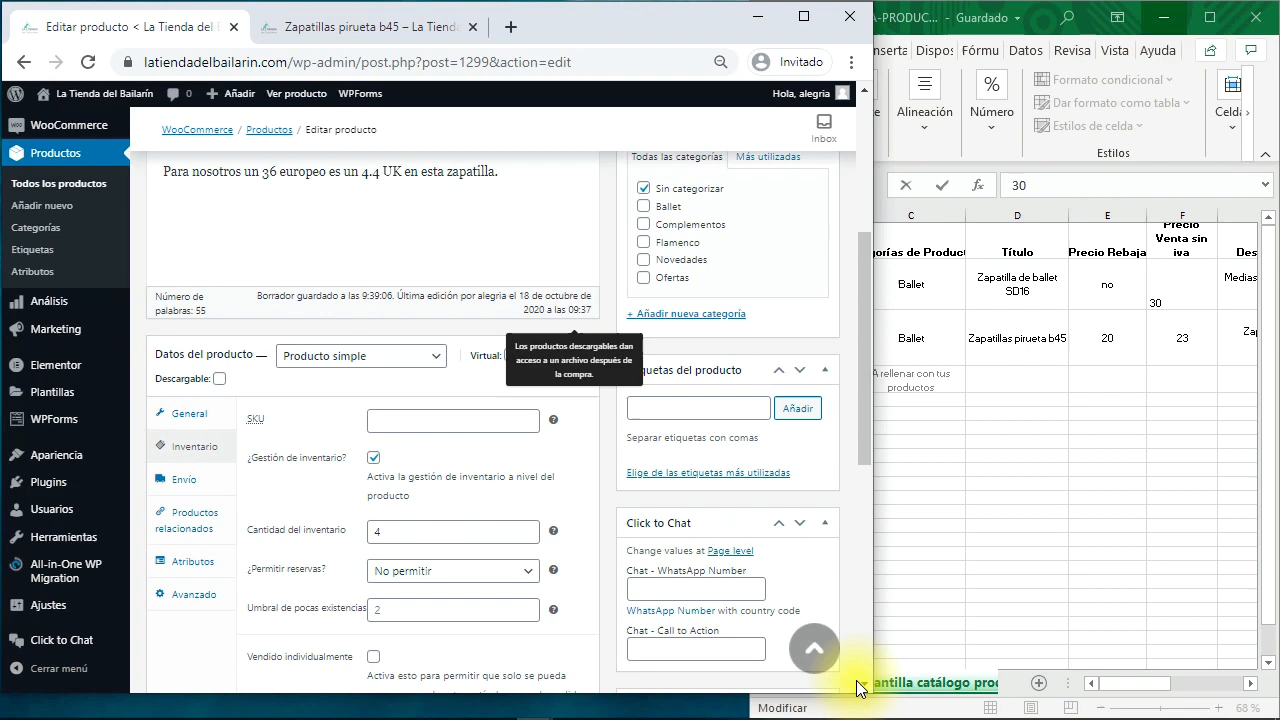 Editar producto < La Tienda del
Zapatillas pirueta b45 – La Tiend
A-PRODUC... - Guardado
latiendadelbailarin.com/wp-admin/post.php?post=1299&action=edit
Invitado
Dispos
Fórmu
Datos
Revisa
Vista
Ayuda
La Tienda del Bailarín
0
Añadir
Ver producto
WPForms
Hola, alegria
Alineación
Número
Formato condicional
Dar formato como tabla
Estilos de celda
Estilos
Celda
WooCommerce / Productos / Editar producto
Inbox
WooCommerce
Productos
Todos los productos
Añadir nuevo
Categorías
Etiquetas
Atributos
Análisis
Marketing
Elementor
Plantillas
WPForms
Apariencia
Plugins
Usuarios
Herramientas
All-in-One WP
Migration
Ajustes
Click to Chat
Cerrar menú
Para nosotros un 36 europeo es un 4.4 UK en esta zapatilla.
Número de
palabras: 55
Borrador guardado a las 9:39:06. Última edición por alegria el 18 de octubre de
2020 a las 09:37
Los productos descargables dan
acceso a un archivo después de
la compra.
Datos del producto —
Producto simple
Virtual:
Descargable:
General
Inventario
Envío
Productos
relacionados
Atributos
Avanzado
SKU
¿Gestión de inventario?
Activa la gestión de inventario a nivel del
producto
Cantidad del inventario
4
¿Permitir reservas?
No permitir
Umbral de pocas existencias
2
Vendido individualmente
Activa esto para permitir que solo se pueda
Todas las categorías
Más utilizadas
Sin categorizar
Ballet
Complementos
Flamenco
Novedades
Ofertas
+ Añadir nueva categoría
quetas del producto
Añadir
Separar etiquetas con comas
Elige de las etiquetas más utilizadas
Click to Chat
Change values at Page level
Chat - WhatsApp Number
WhatsApp Number with country code
Chat - Call to Action
fx
30
C
D
E
F
orías de Product
Título
Precio Rebaja
Precio
Venta sin
iva
Des
Ballet
Zapatilla de ballet
SD16
no
30
Medias
Ballet
Zapatillas pirueta b45
20
23
Zap
A rellenar con tus
productos
antilla catálogo proc
Modificar
68 %